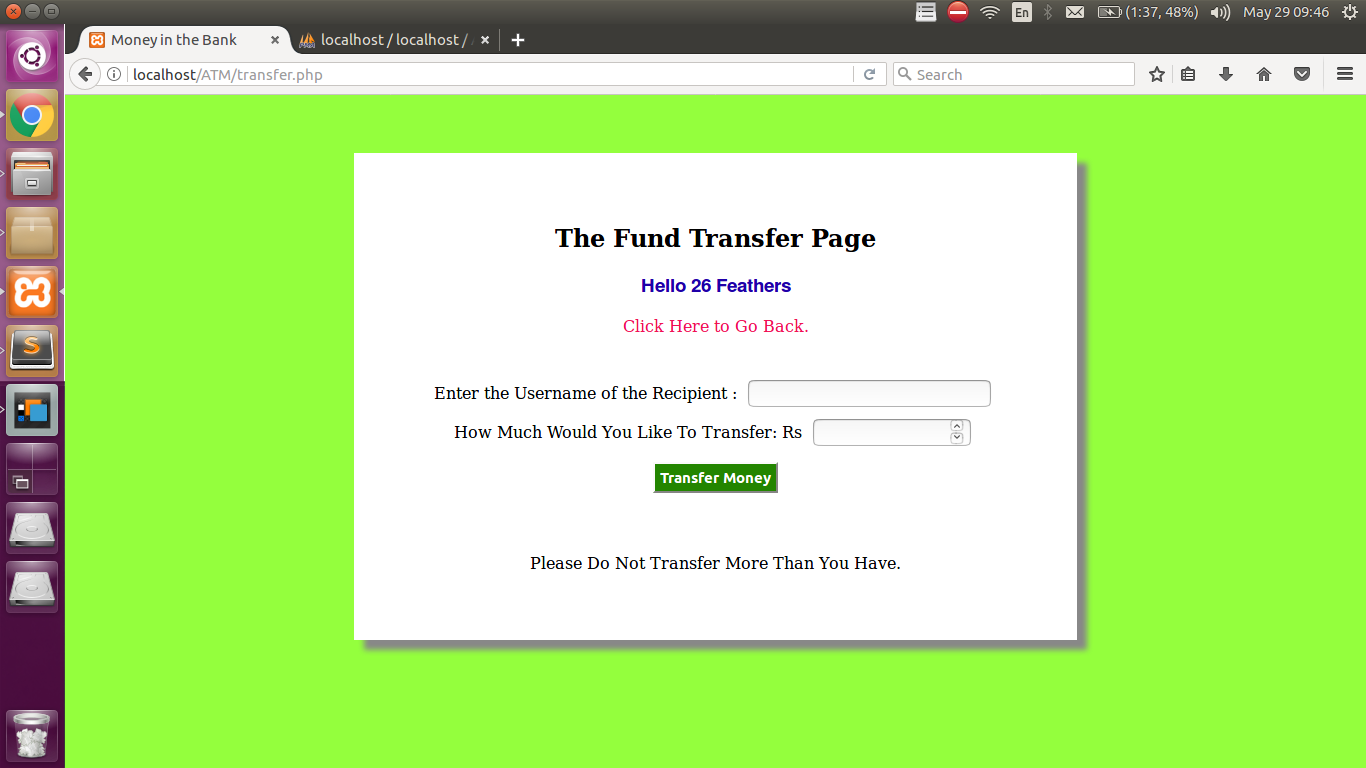 En
(1:37, 48%)
May 29 09:46
Money in the Bank
localhost / localhost /
localhost/ATM/transfer.php
Search
The Fund Transfer Page
Hello 26 Feathers
Click Here to Go Back.
Enter the Username of the Recipient :
How Much Would You Like To Transfer: Rs
Transfer Money
Please Do Not Transfer More Than You Have.